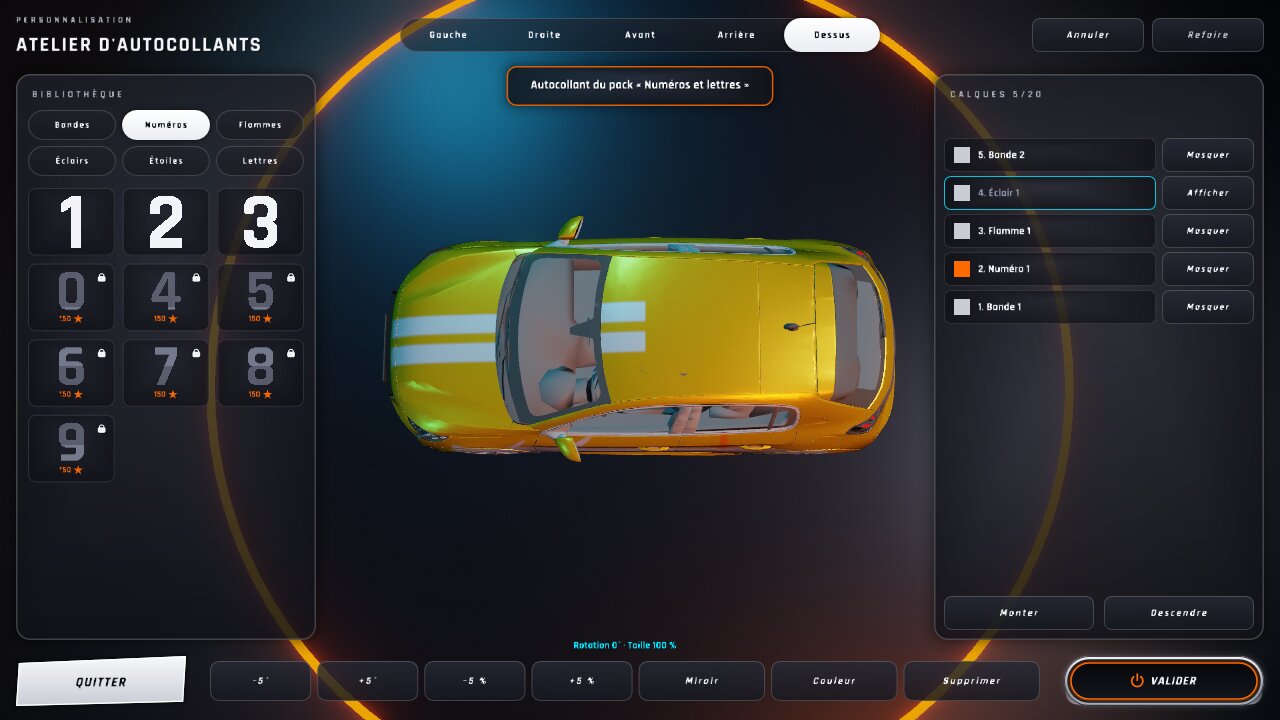 PERSONNALISATION
ATELIER D'AUTOCOLLANTS
Gauche
Droite
Avant
Arrière
Dessus
Annuler
Refaire
Autocollant du pack « Numéros et lettres »
BIBLIOTHÈQUE
Bandes
Numéros
Flammes
Éclairs
Étoiles
Lettres
1
2
3
0
150 ★
4
150 ★
5
150 ★
6
150 ★
7
150 ★
8
150 ★
9
150 ★
CALQUES 5/20
5. Bande 2
Masquer
4. Éclair 1
Afficher
3. Flamme 1
Masquer
2. Numéro 1
Masquer
1. Bande 1
Masquer
Monter
Descendre
Rotation 0° · Taille 100 %
QUITTER
-5°
+5°
-5 %
+5 %
Miroir
Couleur
Supprimer
VALIDER